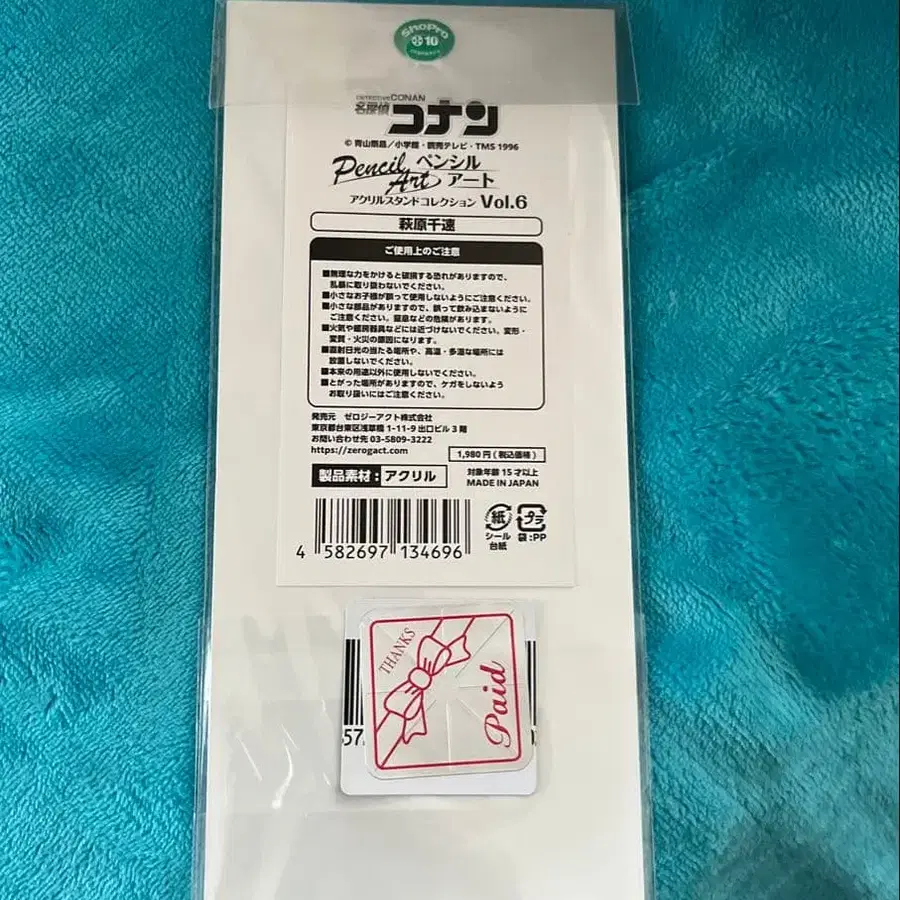 ShoPro
10
DETECTIVE CONAN
名探偵コナン
© 青山剛昌／小学館・読売テレビ・TMS 1996
Pencil Art ペンシルアート
アクリルスタンドコレクション Vol.6
萩原千速
ご使用上のご注意
■無理な力をかけると破損する恐れがありますので、
乱暴に取り扱わないでください。
■小さなお子様が誤って使用しないようにご注意ください。
■小さな部品がありますので、誤って飲み込まないように
ご注意ください。窒息などの危険があります。
■火気や暖房器具などには近づけないでください。変形・
変質・火災の原因になります。
■直射日光の当たる場所や、高温・多湿な場所には
放置しないでください。
■本来の用途以外に使用しないでください。
■とがった場所がありますので、ケガをしないよう
お取り扱いにはご注意ください。
発売元 ゼロジーアクト株式会社
東京都台東区浅草橋 1-11-9 出口ビル 3 階
お問い合わせ先 03-5809-3222
https://zerogact.com
1,980 円 ( 税込価格 )
製品素材：アクリル
対象年齢 15 才以上
MADE IN JAPAN
4 582697 134696
紙
シール
台紙
プラ
袋:PP
THANKS
Paid
57